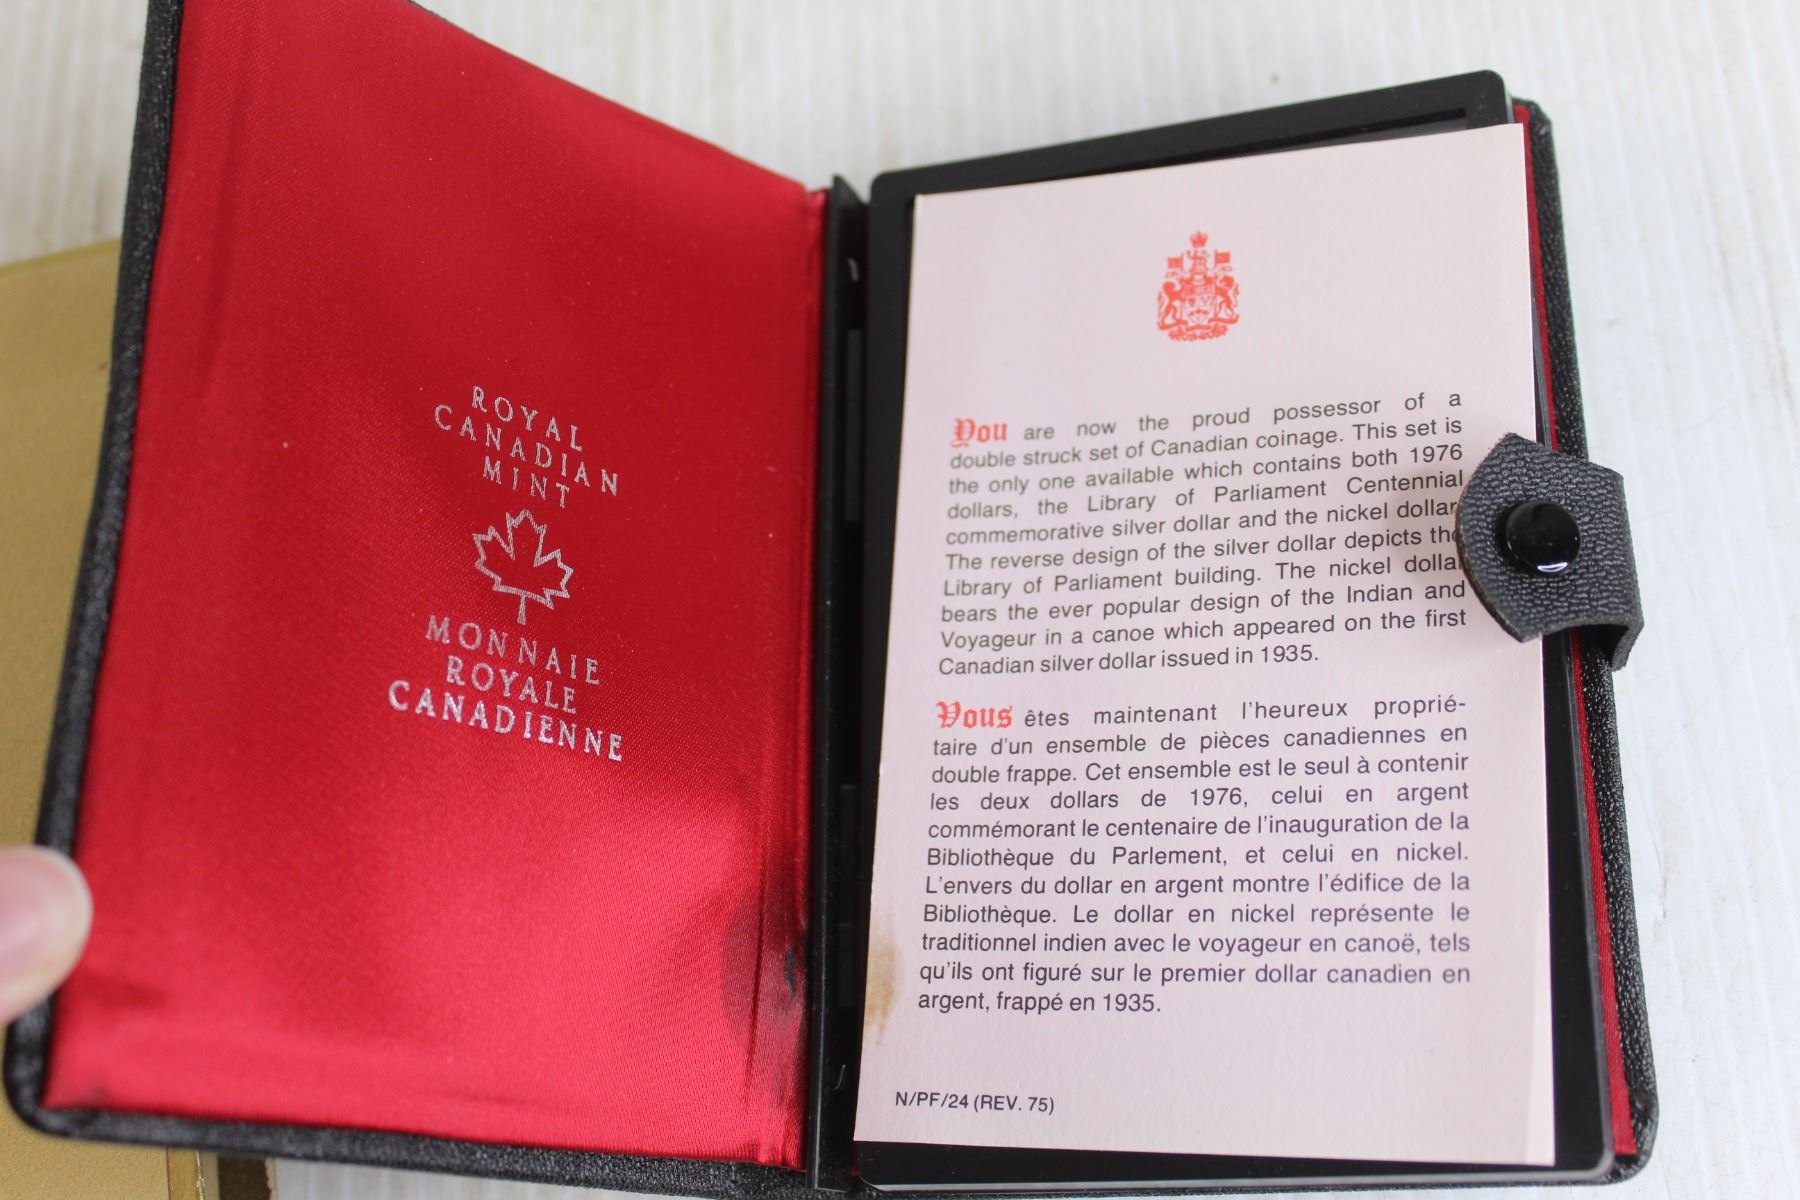 ROYAL
CANADIAN
MINT
MONNAIE
ROYALE
CANADIENNE
You are now the proud possessor of a
double struck set of Canadian coinage. This set is
the only one available which contains both 1976
dollars, the Library of Parliament Centennial
commemorative silver dollar and the nickel dollar
The reverse design of the silver dollar depicts the
Library of Parliament building. The nickel dollar
bears the ever popular design of the Indian and
Voyageur in a canoe which appeared on the first
Canadian silver dollar issued in 1935.
Vous êtes maintenant l'heureux proprié-
taire d'un ensemble de pièces canadiennes en
double frappe. Cet ensemble est le seul à contenir
les deux dollars de 1976, celui en argent
commémorant le centenaire de l'inauguration de la
Bibliothèque du Parlement, et celui en nickel.
L'envers du dollar en argent montre l'édifice de la
Bibliothèque. Le dollar en nickel représente le
traditionnel indien avec le voyageur en canoë, tels
qu'ils ont figuré sur le premier dollar canadien en
argent, frappé en 1935.
N/PF/24 (REV. 75)